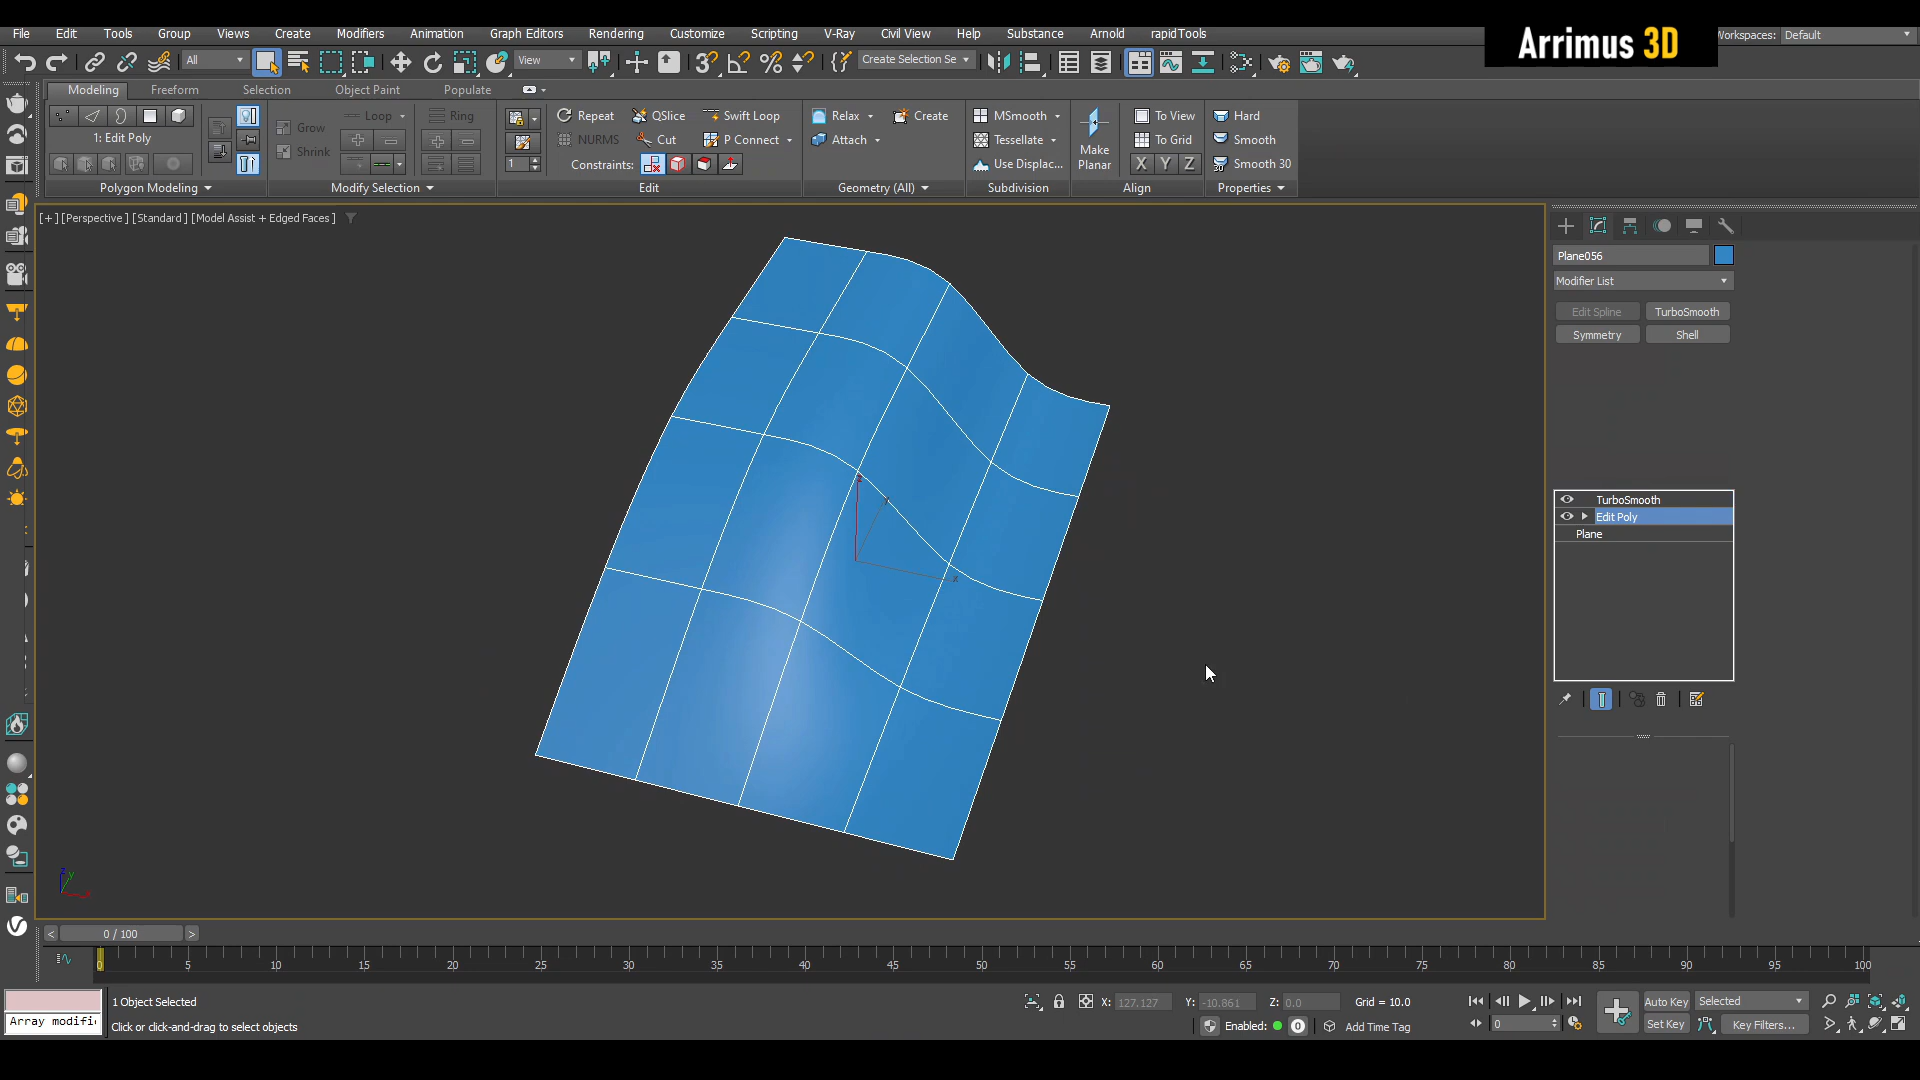 File Edit Tools Group Views Create Modifiers Animation Graph Editors Rendering Customize Scripting V-Ray Civil View Help Substance Arnold rapidTools
Arrimus 3D
Workspaces: Default
All View Create Selection Se
Modeling Freeform Selection Object Paint Populate
Loop Ring Repeat QSlice Swift Loop Relax Create MSmooth To View Hard
1: Edit Poly Grow NURMS Cut P Connect Attach Tessellate Make Planar To Grid Smooth
Shrink 1 Constraints: Use Displac... X Y Z Smooth 30
Polygon Modeling Modify Selection Edit Geometry (All) Subdivision Align Properties
[+] [Perspective ] [Standard ] [Model Assist + Edged Faces ]
Plane056
Modifier List
Edit Spline TurboSmooth
Symmetry Shell
TurboSmooth
Edit Poly
Plane
z
y
x
z
y
x
< 0 / 100 >
0 5 10 15 20 25 30 35 40 45 50 55 60 65 70 75 80 85 90 95 100
1 Object Selected X: 127.127 Y: -10.861 Z: 0.0 Grid = 10.0 Auto Key Selected
Array modifi
Click or click-and-drag to select objects Enabled: 0 Add Time Tag 0 Set Key Key Filters...